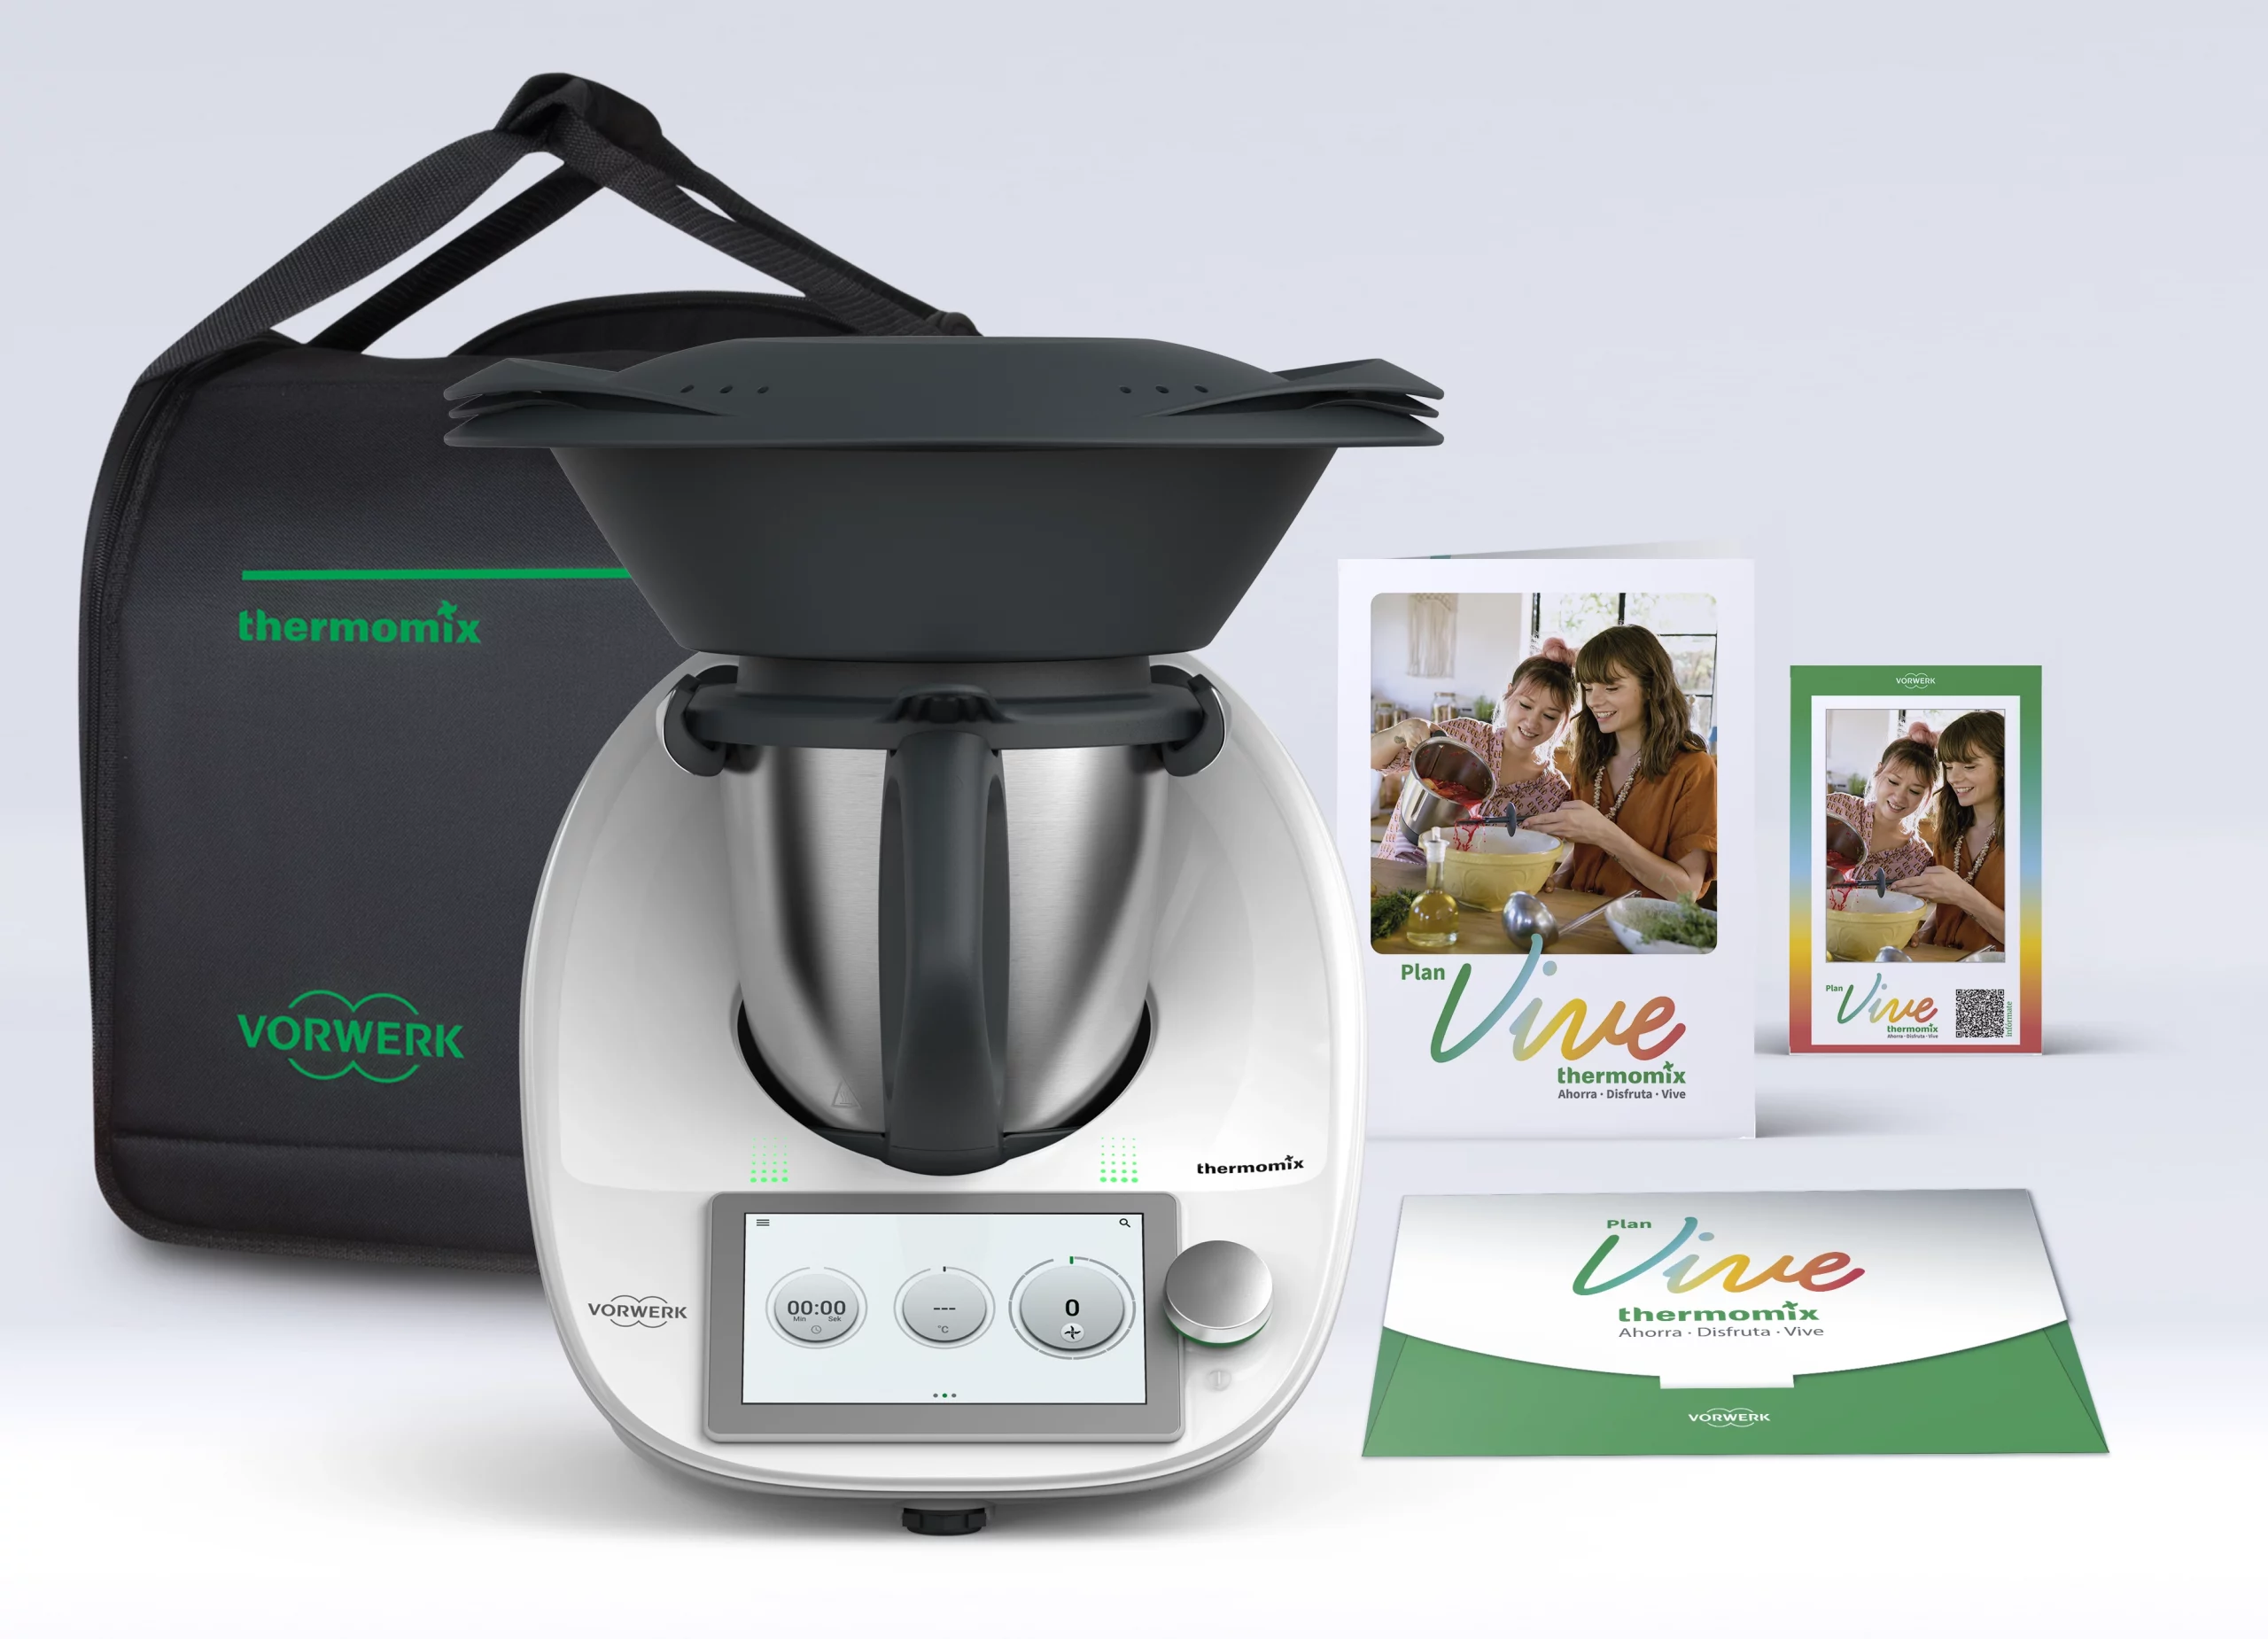 thermomix
VORWERK
thermomix
VORWERK
00:00
Min Sek
---
°C
0
Plan
Vive
thermomix
Ahorra · Disfruta · Vive
VORWERK
Plan
Vive
thermomix
Ahorra · Disfruta · Vive
Infórmate
Plan
Vive
thermomix
Ahorra · Disfruta · Vive
VORWERK